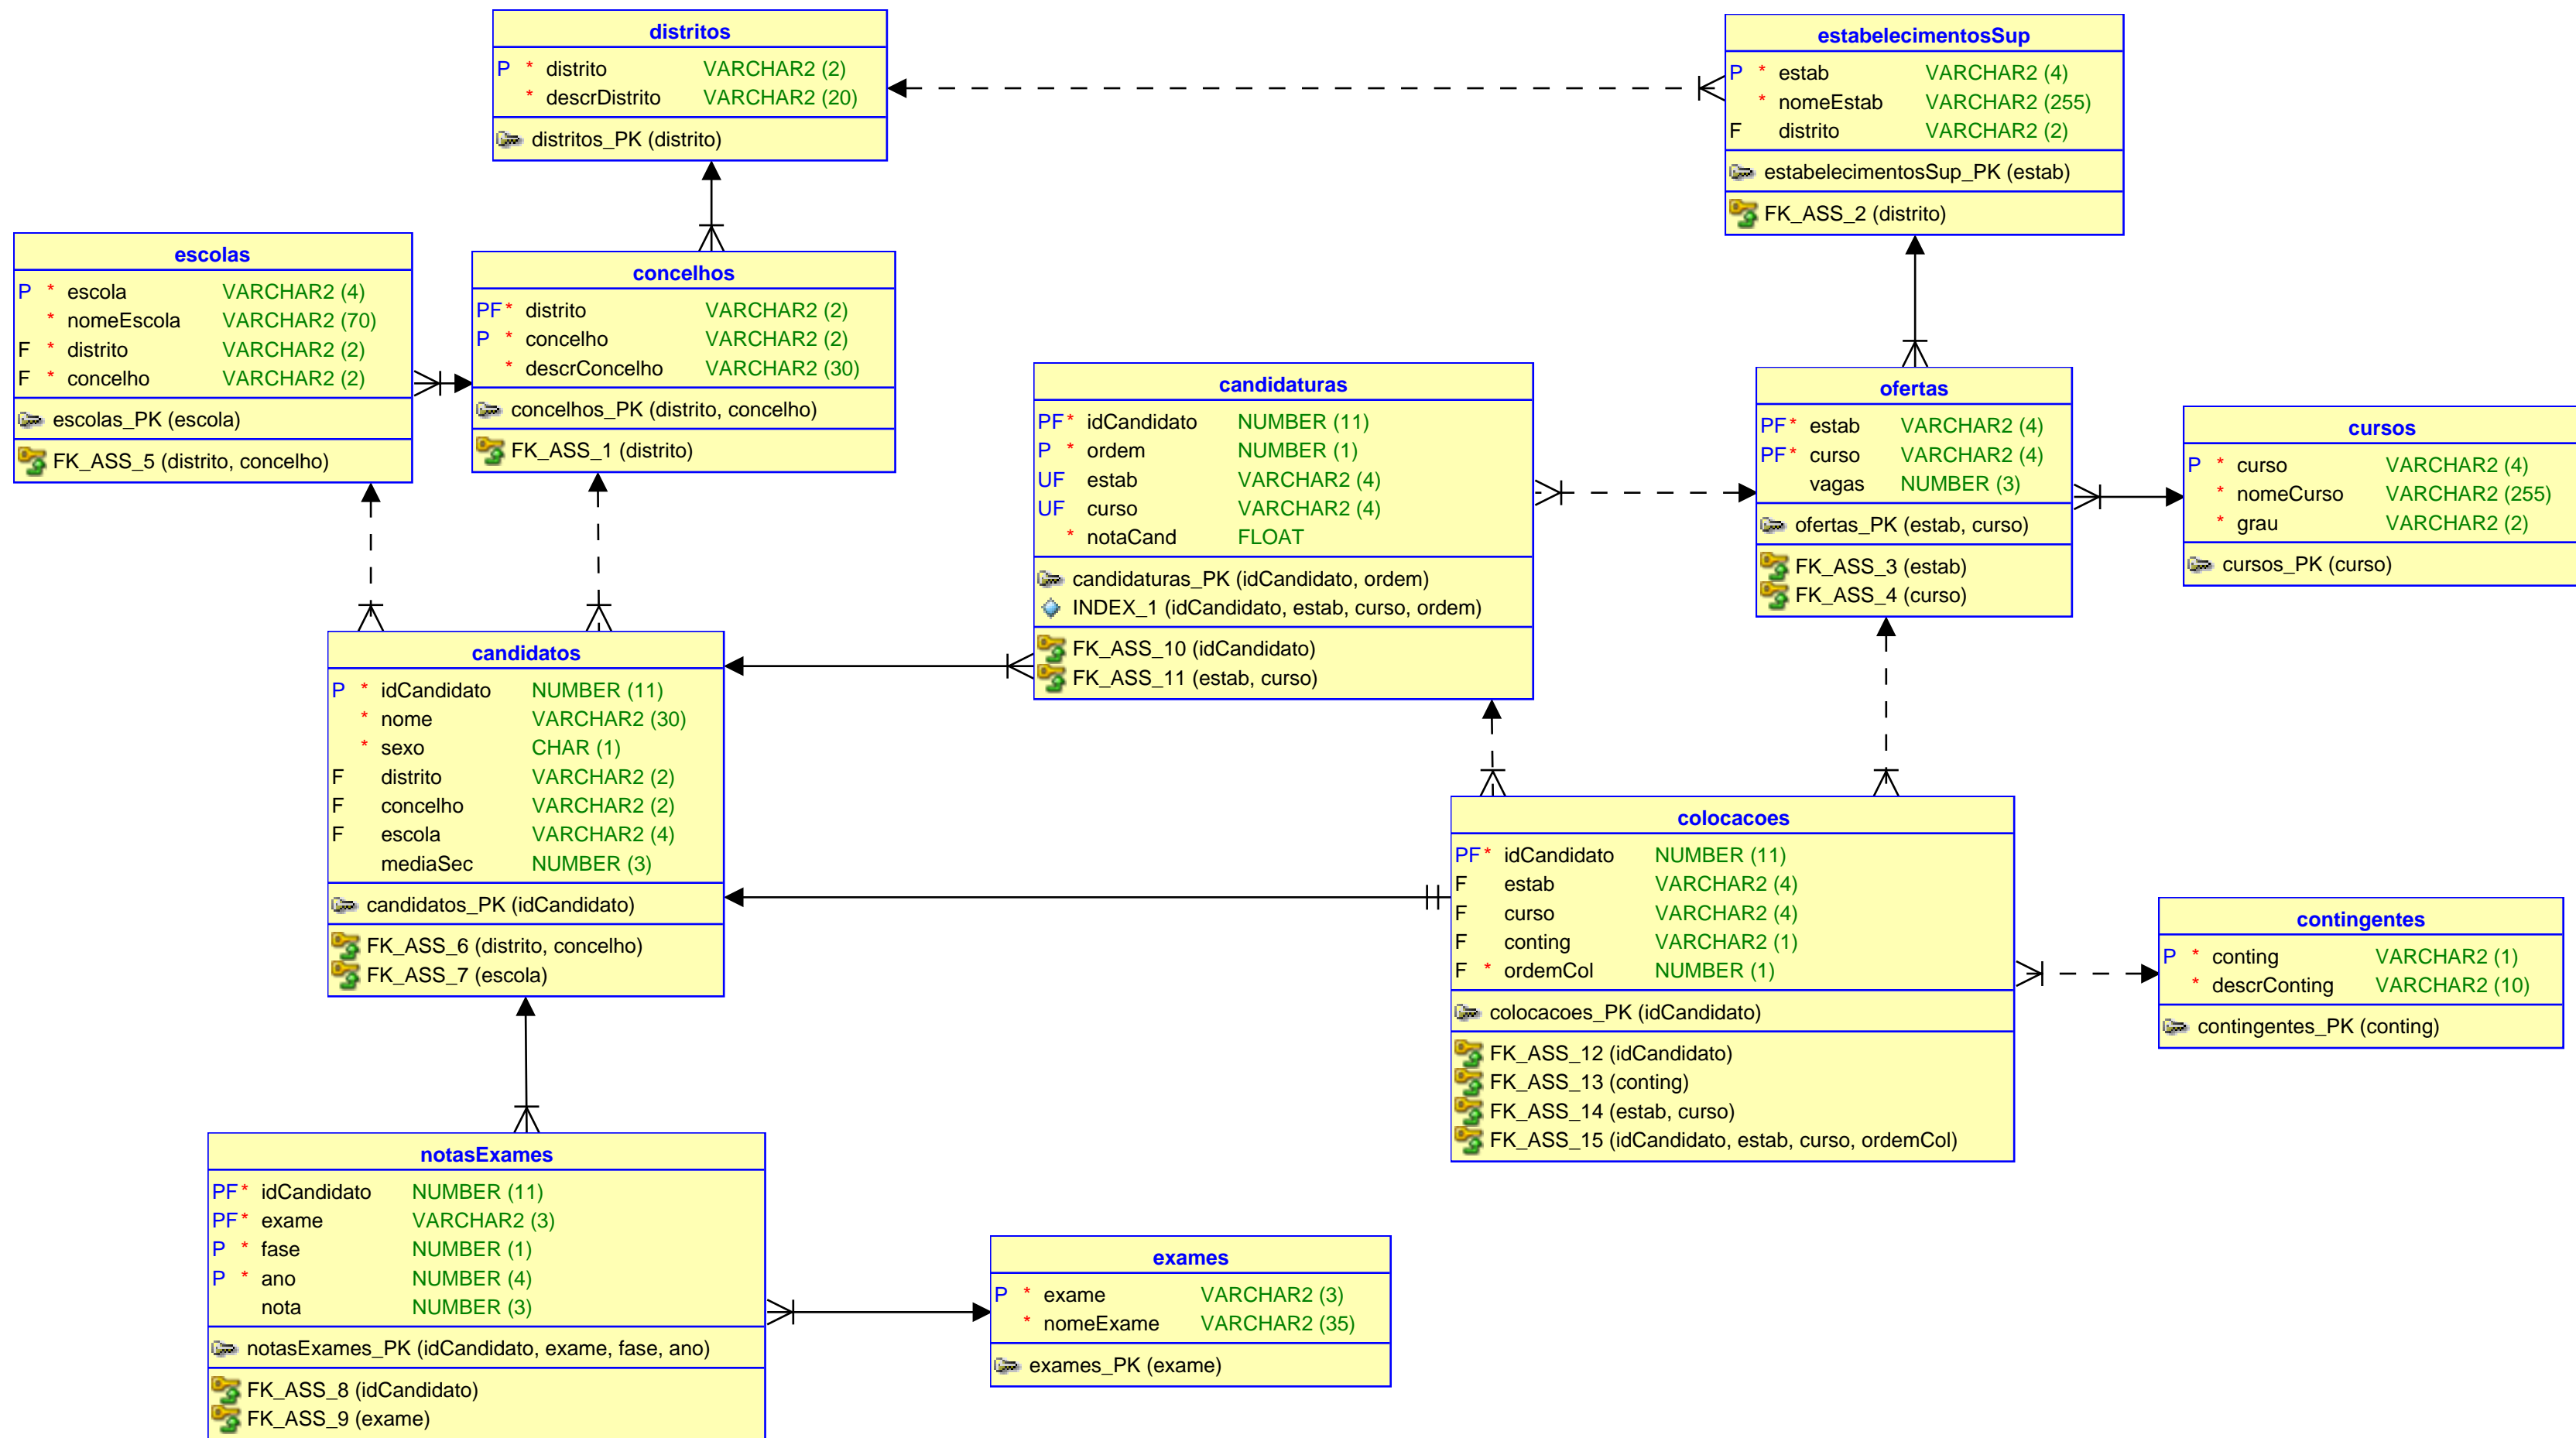 distritos
P * distrito VARCHAR2 (2)
* descrDistrito VARCHAR2 (20)
distritos_PK (distrito)
estabelecimentosSup
P * estab VARCHAR2 (4)
* nomeEstab VARCHAR2 (255)
F distrito VARCHAR2 (2)
estabelecimentosSup_PK (estab)
FK_ASS_2 (distrito)
escolas
P * escola VARCHAR2 (4)
* nomeEscola VARCHAR2 (70)
F * distrito VARCHAR2 (2)
F * concelho VARCHAR2 (2)
escolas_PK (escola)
FK_ASS_5 (distrito, concelho)
concelhos
PF * distrito VARCHAR2 (2)
P * concelho VARCHAR2 (2)
* descrConcelho VARCHAR2 (30)
concelhos_PK (distrito, concelho)
FK_ASS_1 (distrito)
candidaturas
PF * idCandidato NUMBER (11)
P * ordem NUMBER (1)
UF estab VARCHAR2 (4)
UF curso VARCHAR2 (4)
* notaCand FLOAT
candidaturas_PK (idCandidato, ordem)
INDEX_1 (idCandidato, estab, curso, ordem)
FK_ASS_10 (idCandidato)
FK_ASS_11 (estab, curso)
ofertas
PF * estab VARCHAR2 (4)
PF * curso VARCHAR2 (4)
vagas NUMBER (3)
ofertas_PK (estab, curso)
FK_ASS_3 (estab)
FK_ASS_4 (curso)
cursos
P * curso VARCHAR2 (4)
* nomeCurso VARCHAR2 (255)
* grau VARCHAR2 (2)
cursos_PK (curso)
candidatos
P * idCandidato NUMBER (11)
* nome VARCHAR2 (30)
* sexo CHAR (1)
F distrito VARCHAR2 (2)
F concelho VARCHAR2 (2)
F escola VARCHAR2 (4)
mediaSec NUMBER (3)
candidatos_PK (idCandidato)
FK_ASS_6 (distrito, concelho)
FK_ASS_7 (escola)
colocacoes
PF * idCandidato NUMBER (11)
F estab VARCHAR2 (4)
F curso VARCHAR2 (4)
F conting VARCHAR2 (1)
F * ordemCol NUMBER (1)
colocacoes_PK (idCandidato)
FK_ASS_12 (idCandidato)
FK_ASS_13 (conting)
FK_ASS_14 (estab, curso)
FK_ASS_15 (idCandidato, estab, curso, ordemCol)
contingentes
P * conting VARCHAR2 (1)
* descrConting VARCHAR2 (10)
contingentes_PK (conting)
notasExames
PF * idCandidato NUMBER (11)
PF * exame VARCHAR2 (3)
P * fase NUMBER (1)
P * ano NUMBER (4)
nota NUMBER (3)
notasExames_PK (idCandidato, exame, fase, ano)
FK_ASS_8 (idCandidato)
FK_ASS_9 (exame)
exames
P * exame VARCHAR2 (3)
* nomeExame VARCHAR2 (35)
exames_PK (exame)